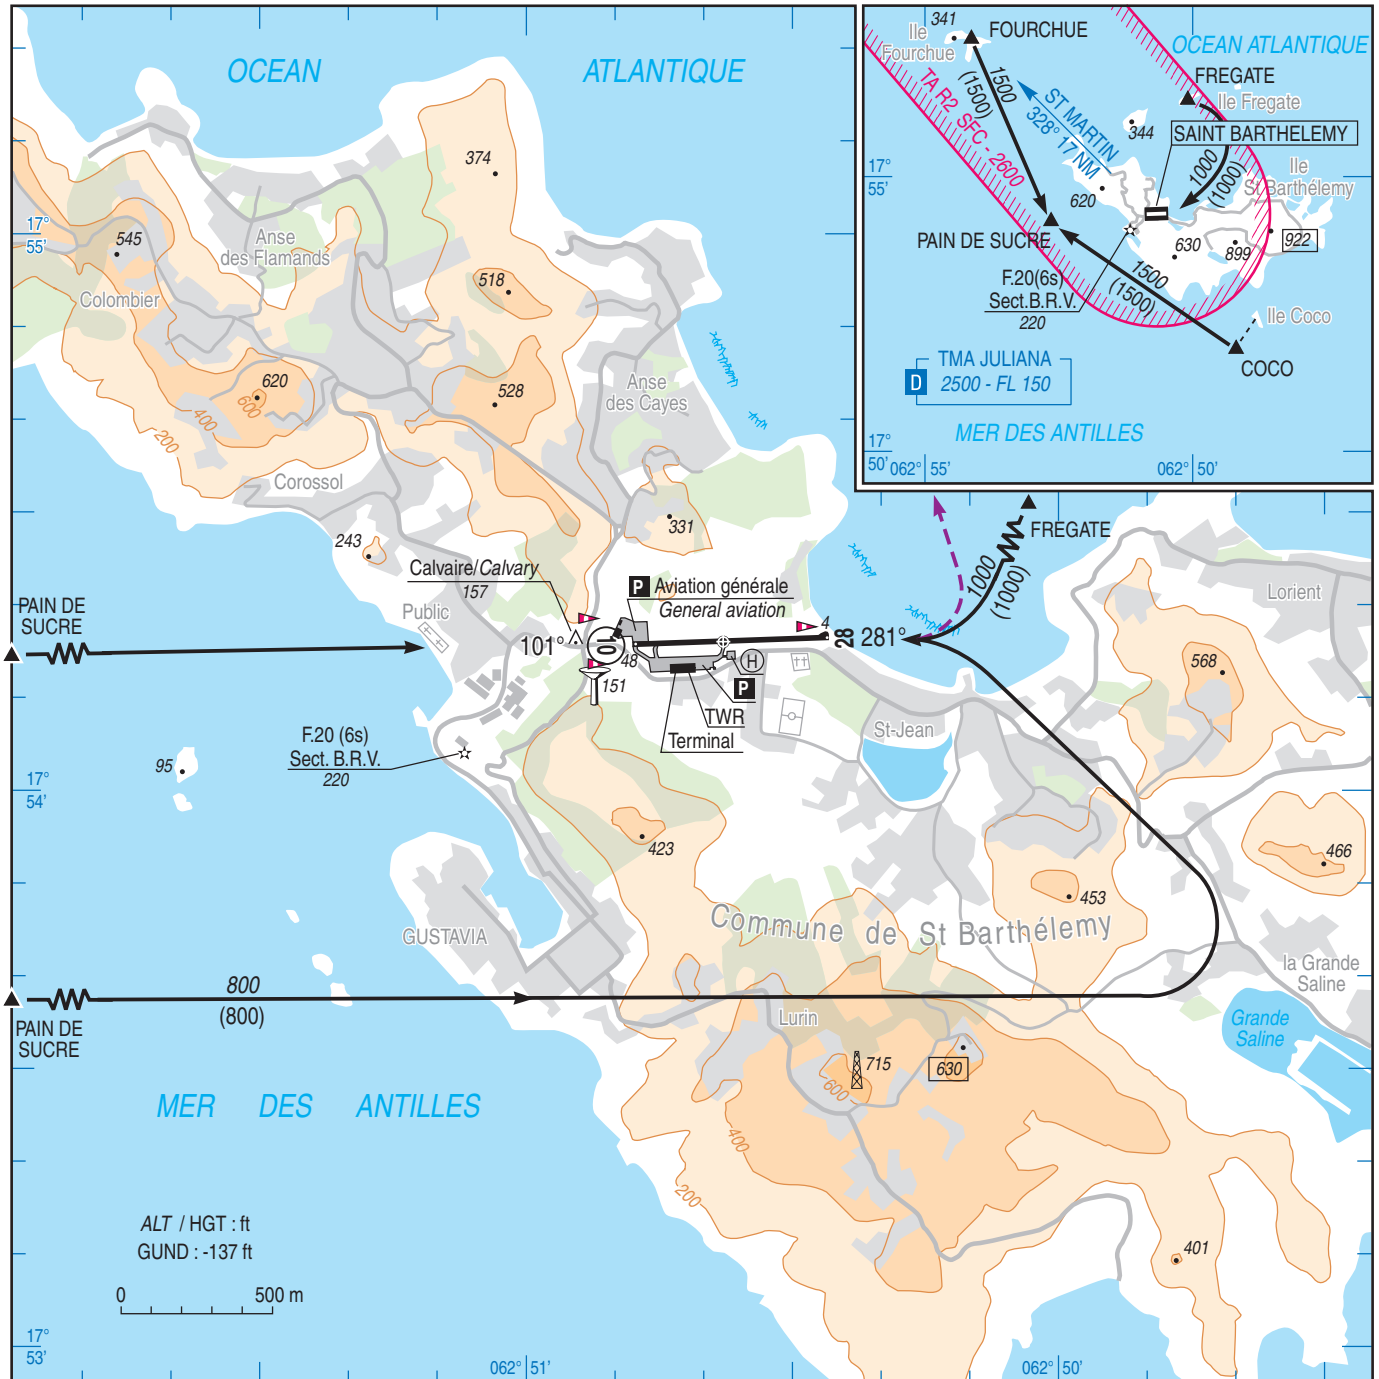 OCEAN ATLANTIQUE
374
545
Anse
des Flamands
518
Colombier
620
600
400
200
528
Anse
des Cayes
Corossol
331
243
Calvaire/Calvary
157
Public
P Aviation générale
General aviation
PAIN DE
SUCRE
101°
10
48
4
28 281°
151
H
P
TWR
Terminal
F.20 (6s)
Sect. B.R.V.
220
95
St-Jean
FREGATE
1000
(1000)
Lorient
568
423
453
466
GUSTAVIA
Commune de St Barthélemy
la Grande
Saline
Grande
Saline
800
(800)
PAIN DE
SUCRE
Lurin
715
630
600
400
200
401
MER DES ANTILLES
ALT / HGT : ft
GUND : -137 ft
0 500 m
17°
55'
17°
54'
17°
53'
062° 51'
062° 50'
341
Ile
Fourchue
FOURCHUE
OCEAN ATLANTIQUE
FREGATE
Ile Fregate
1500
(1500)
TA R2 SFC - 2600
ST MARTIN
328° 17 NM
344
SAINT BARTHELEMY
1000
(1000)
Ile
St Barthélemy
620
PAIN DE SUCRE
630
899
922
F.20(6s)
Sect.B.R.V.
220
1500
(1500)
Ile Coco
COCO
TMA JULIANA
D 2500 - FL 150
MER DES ANTILLES
17°
55'
17°
50'
062° 55'
062° 50'